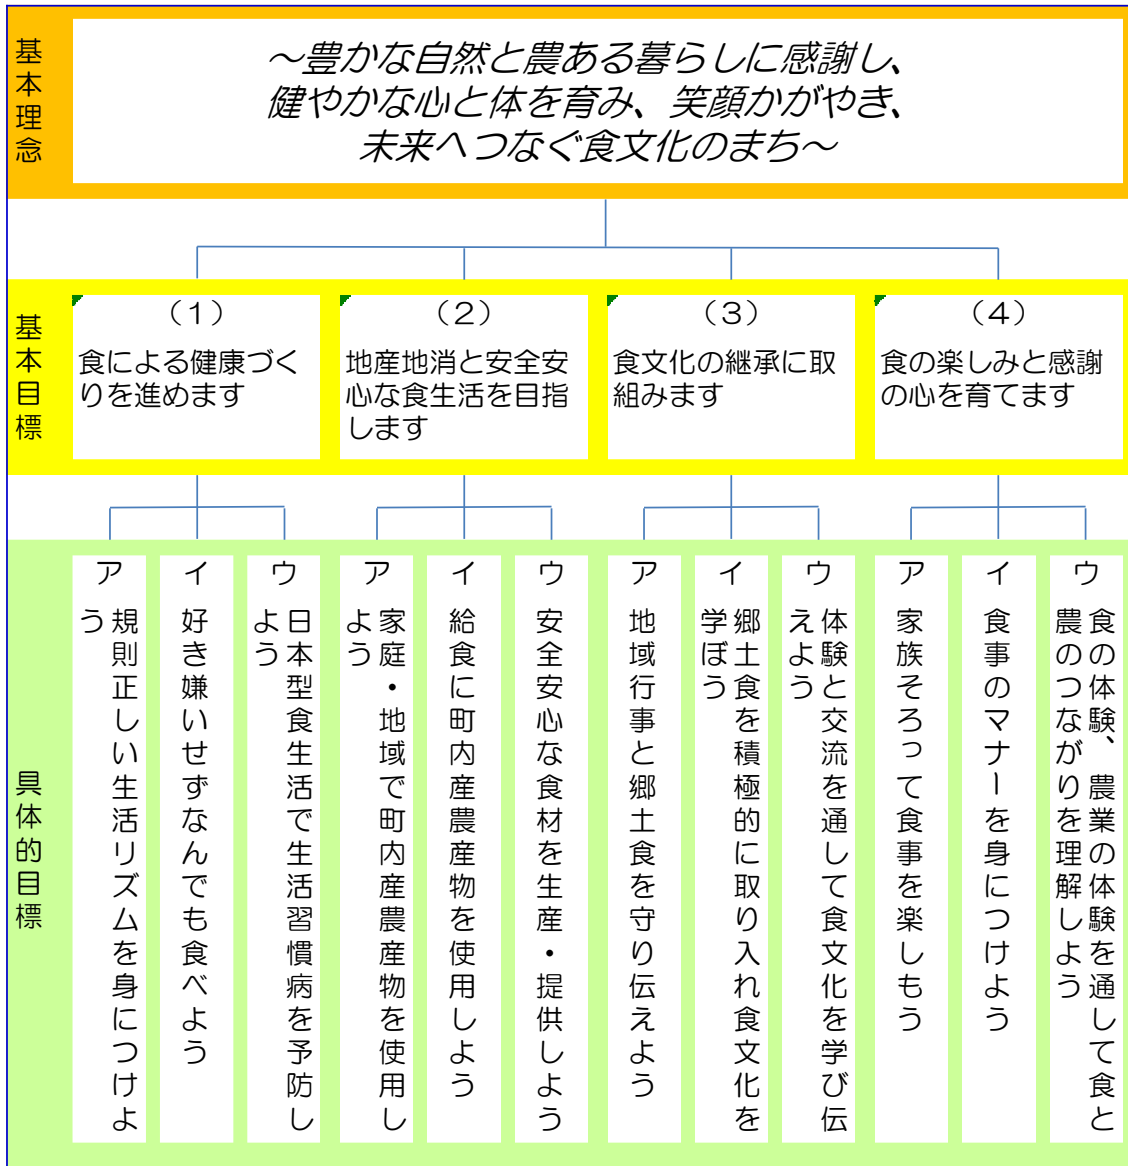 基本理念
～豊かな自然と農ある暮らしに感謝し、
健やかな心と体を育み、笑顔かがやき、
未来へつなぐ食文化のまち～
基本目標
（1）
食による健康づく
りを進めます
（2）
地産地消と安全安
心な食生活を目指
します
（3）
食文化の継承に取
組みます
（4）
食の楽しみと感謝
の心を育てます
具体的目標
ア
規則正しい生活リズムを身につけよ
う
イ
好き嫌いせずなんでも食べよう
ウ
日本型食生活で生活習慣病を予防し
よう
ア
家庭・地域で町内産農産物を使用し
よう
イ
給食に町内産農産物を使用しよう
ウ
安全安心な食材を生産・提供しよう
ア
地域行事と郷土食を守り伝えよう
イ
郷土食を積極的に取り入れ食文化を
学ぼう
ウ
体験と交流を通して食文化を学び伝
えよう
ア
家族そろって食事を楽しもう
イ
食事のマナーを身につけよう
ウ
食の体験、農業の体験を通して食と
農のつながりを理解しよう